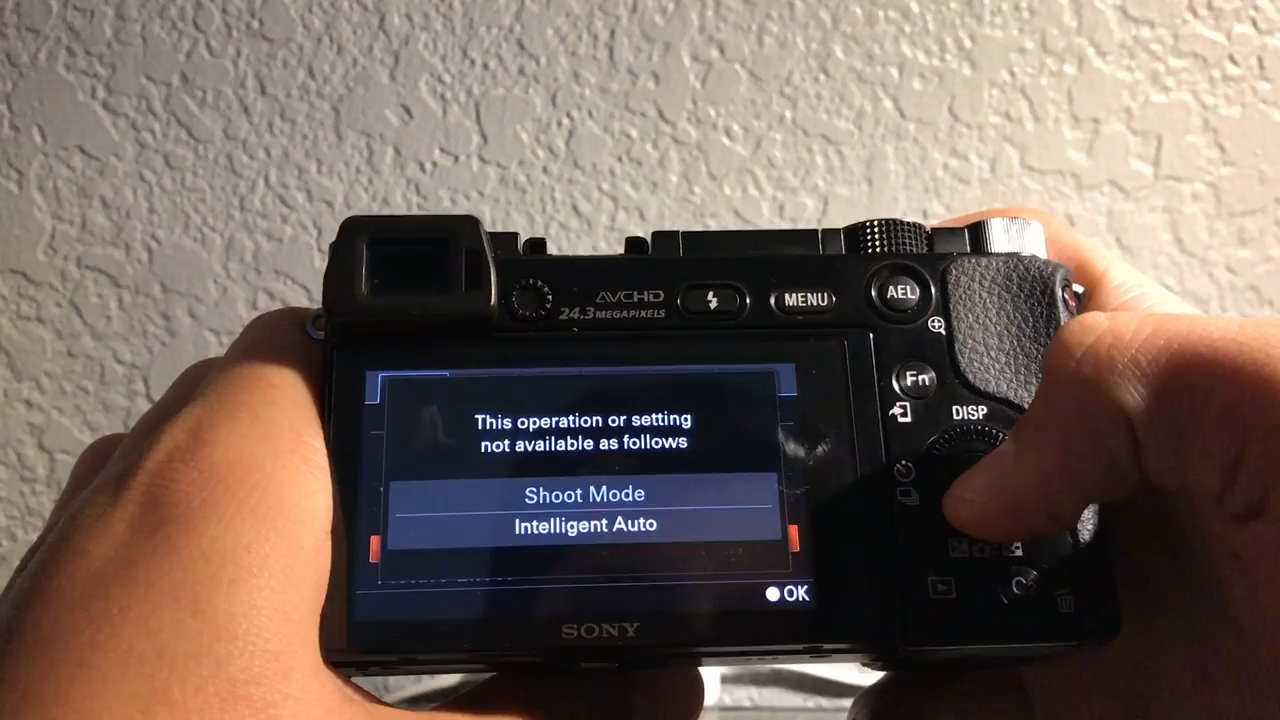 AVCHD
24.3 MEGAPIXELS
MENU
AEL
Fn
DISP
This operation or setting
not available as follows
Shoot Mode
Intelligent Auto
OK
SONY